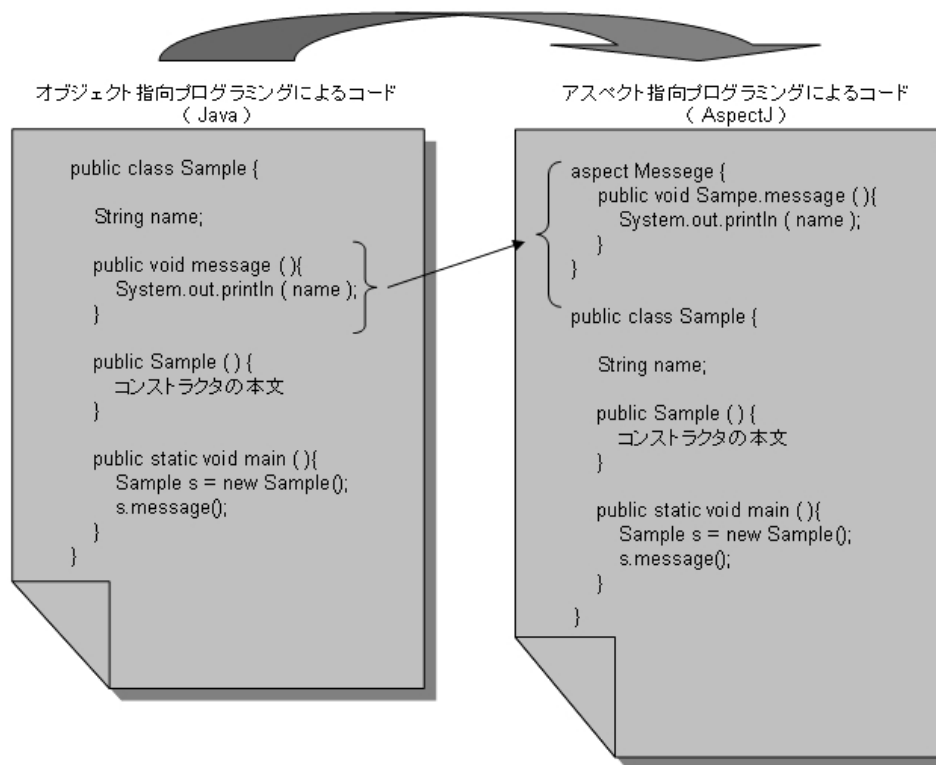 オブジェクト指向プログラミングによるコード
（ Java ）
public class Sample {
String name;
public void message ( ){
System.out.println ( name );
}
public Sample ( ) {
コンストラクタの本文
}
public static void main ( ){
Sample s = new Sample();
s.message();
}
}
アスペクト指向プログラミングによるコード
（ AspectJ ）
aspect Messege {
public void Sampe.message ( ){
System.out.println ( name );
}
}
public class Sample {
String name;
public Sample ( ) {
コンストラクタの本文
}
public static void main ( ){
Sample s = new Sample();
s.message();
}
}